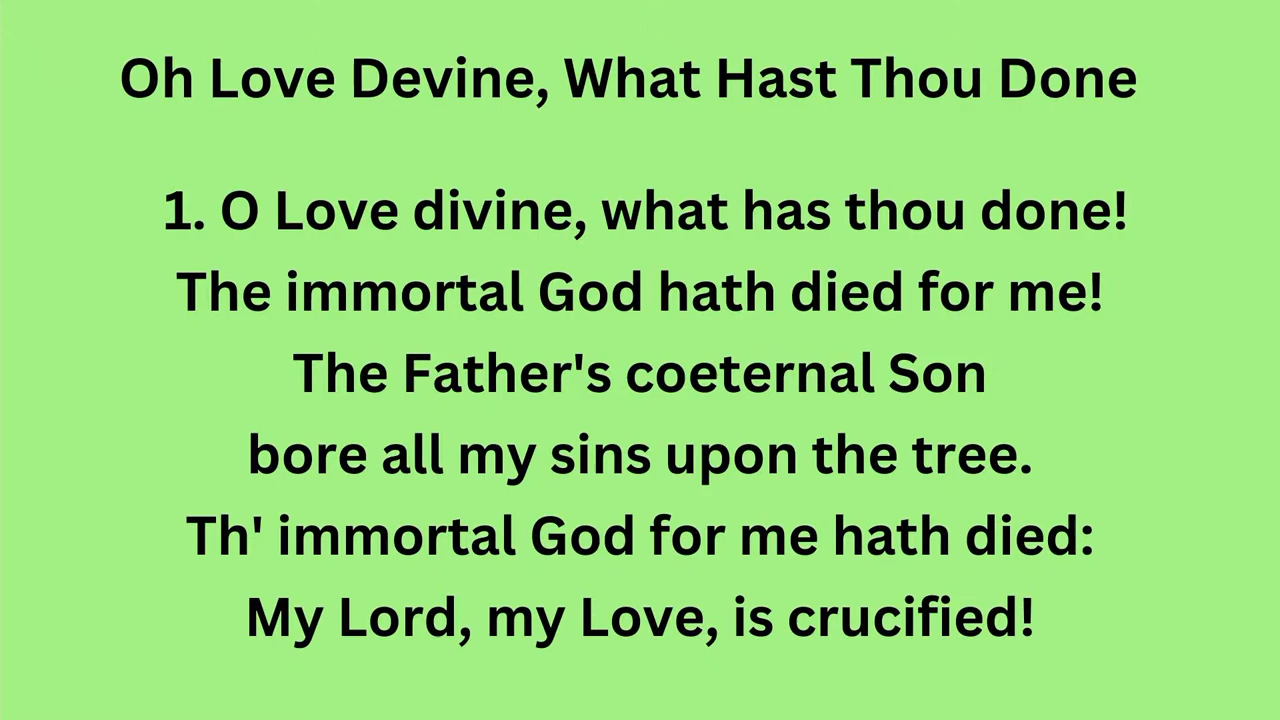 Oh Love Devine, What Hast Thou Done
1. O Love divine, what has thou done!
The immortal God hath died for me!
The Father's coeternal Son
bore all my sins upon the tree.
Th' immortal God for me hath died:
My Lord, my Love, is crucified!